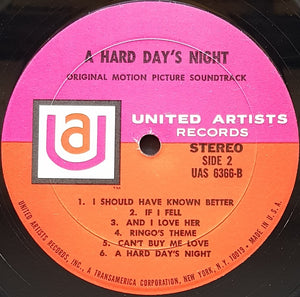 A HARD DAY'S NIGHT
ORIGINAL MOTION PICTURE SOUNDTRACK
ua
TM
UNITED ARTISTS
RECORDS
STEREO
SIDE 2
UAS 6366-B
1. I SHOULD HAVE KNOWN BETTER
2. IF I FELL
3. AND I LOVE HER
4. RINGO'S THEME
5. CAN'T BUY ME LOVE
6. A HARD DAY'S NIGHT
UNITED ARTISTS RECORDS, INC., A TRANSAMERICA CORPORATION, NEW YORK, N.Y. 10019 • MADE IN U.S.A.